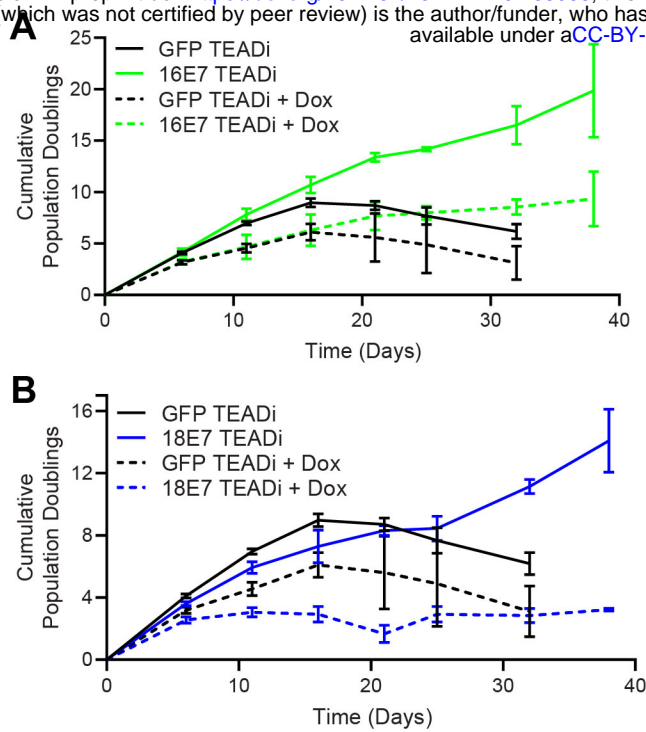 which was not certified by peer review) is the author/funder, who has
available under aCC-BY-
A
25
20
15
10
5
0
Cumulative
Population Doublings
GFP TEADi
16E7 TEADi
GFP TEADi + Dox
16E7 TEADi + Dox
0 10 20 30 40
Time (Days)
B
16
12
8
4
0
Cumulative
Population Doublings
GFP TEADi
18E7 TEADi
GFP TEADi + Dox
18E7 TEADi + Dox
0 10 20 30 40
Time (Days)